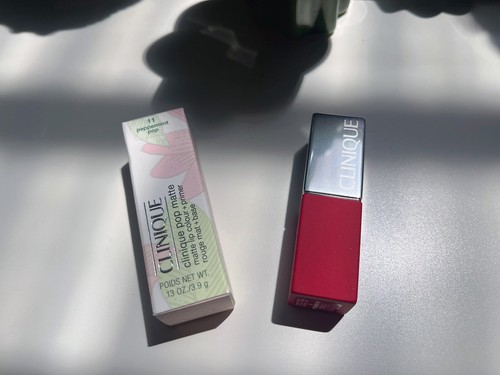 11
peppermint
pop
CLINIQUE
clinique pop matte
matte lip colour + primer
rouge mat + base
POIDS NET WT.
.13 OZ./3.9 g
CLINIQUE